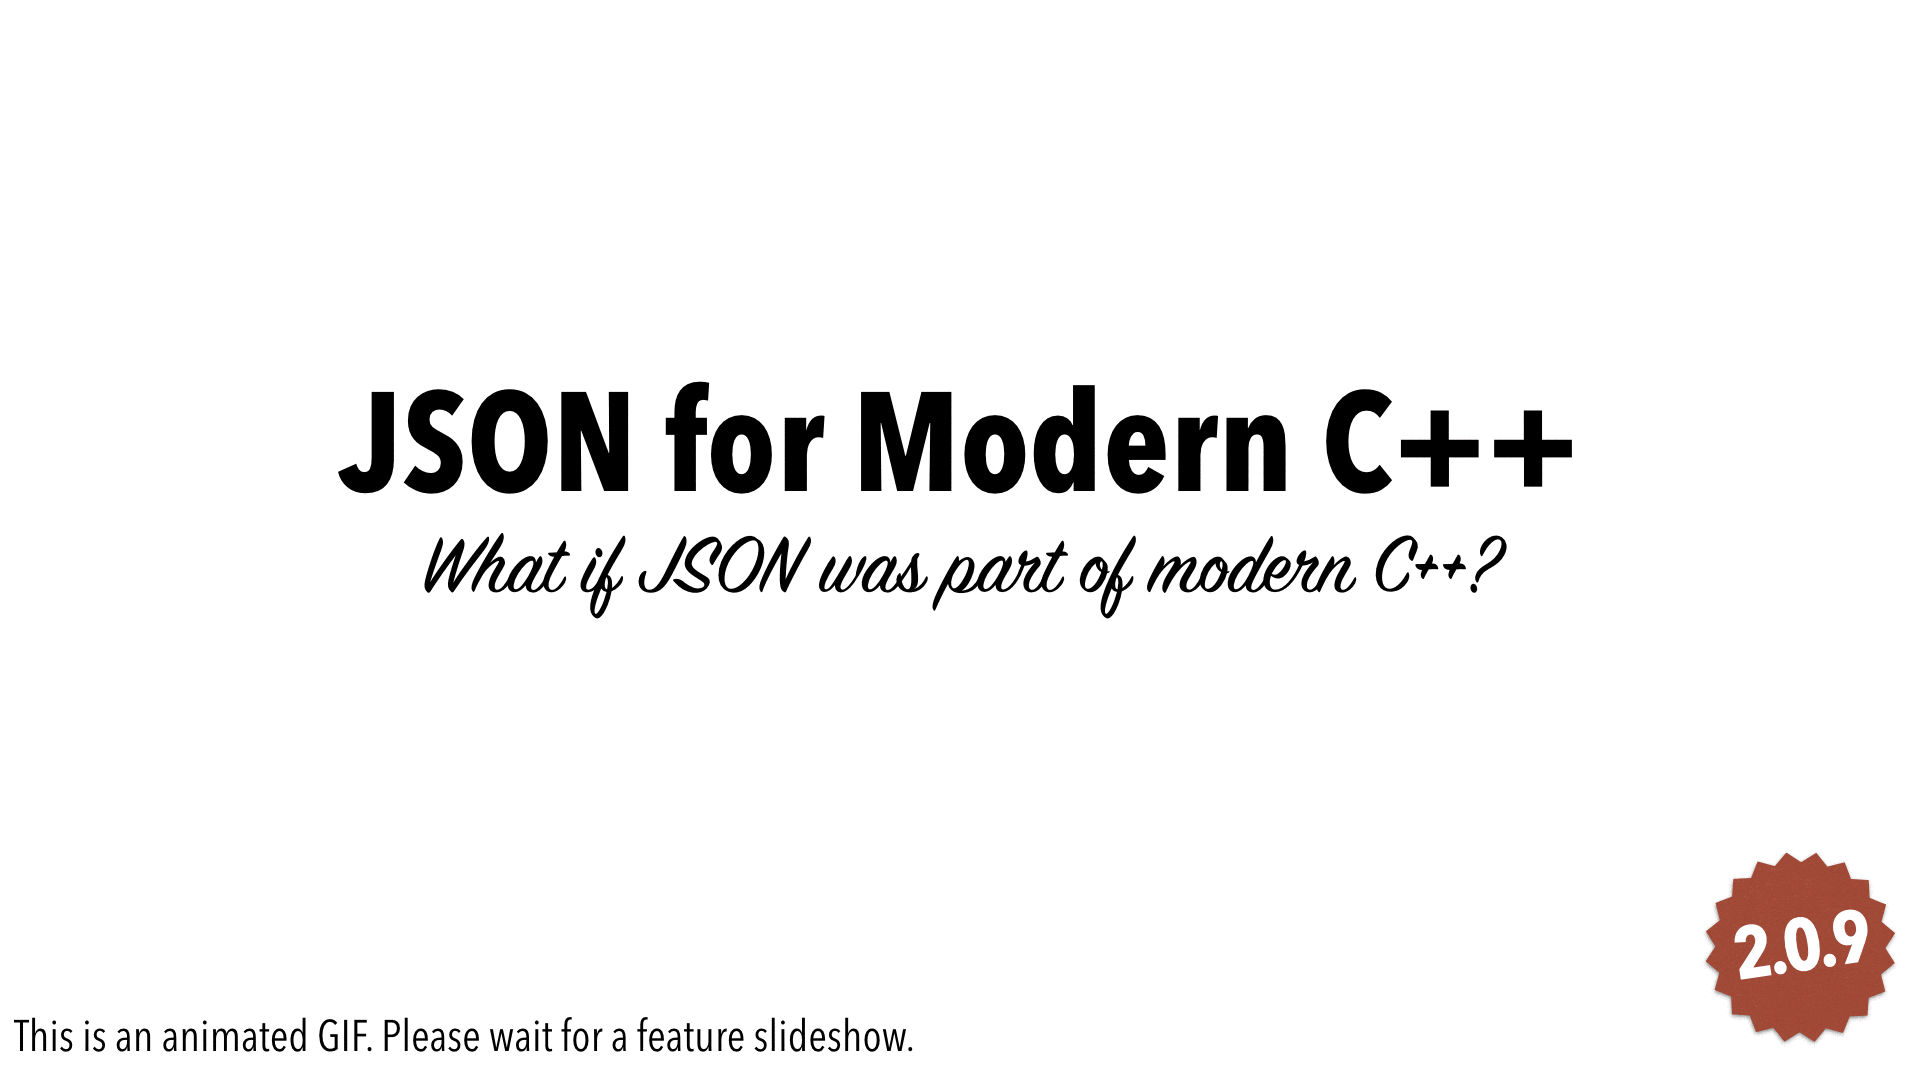 JSON for Modern C++
What if JSON was part of modern C++?
2.0.9
This is an animated GIF. Please wait for a feature slideshow.